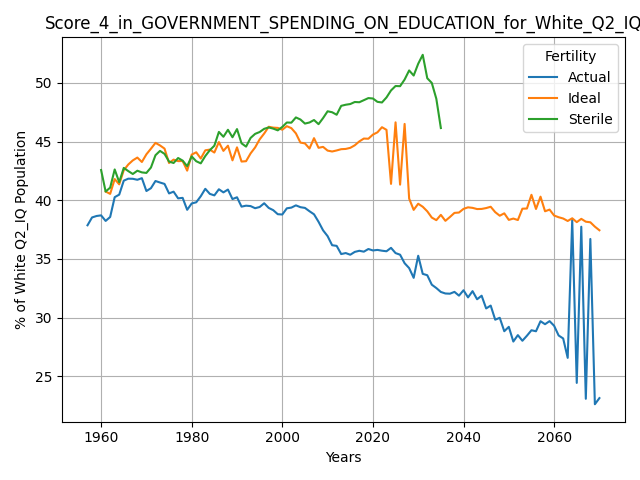 Score_4_in_GOVERNMENT_SPENDING_ON_EDUCATION_for_White_Q2_IQ
Fertility
Actual
Ideal
Sterile
% of White Q2_IQ Population
50
45
40
35
30
25
1960 1980 2000 2020 2040 2060
Years